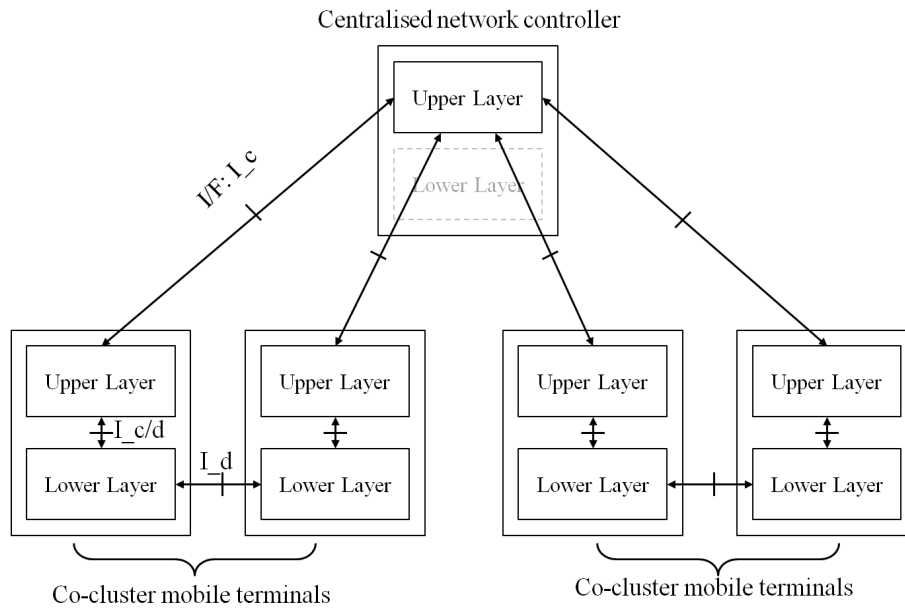 Centralised network controller
Upper Layer
Lower Layer
I/F: I_c
Upper Layer
Upper Layer
Upper Layer
Upper Layer
I_c/d
I_d
Lower Layer
Lower Layer
Lower Layer
Lower Layer
Co-cluster mobile terminals
Co-cluster mobile terminals